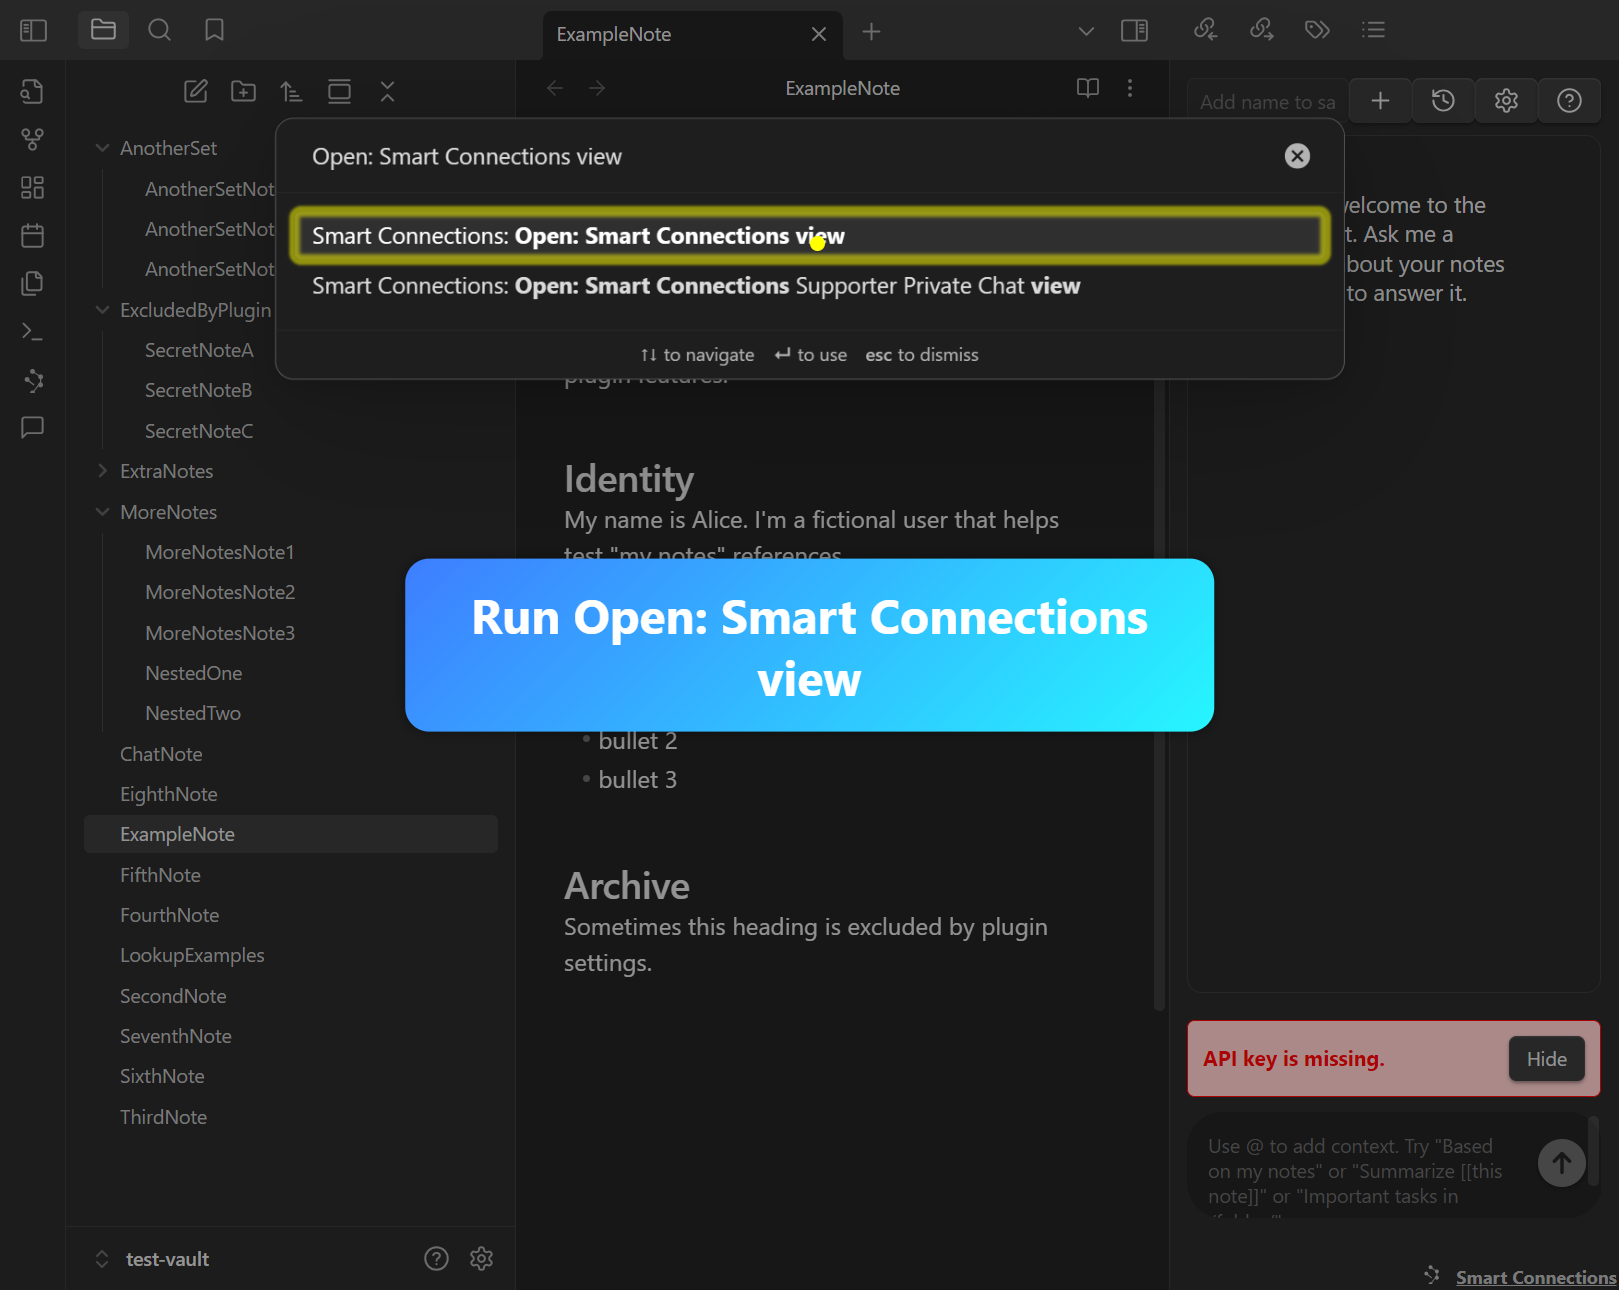 ExampleNote
ExampleNote
Add name to sa
Open: Smart Connections view
Smart Connections: Open: Smart Connections view
Smart Connections: Open: Smart Connections Supporter Private Chat view
↑↓ to navigate ↵ to use esc to dismiss
AnotherSet
AnotherSetNot
AnotherSetNot
AnotherSetNot
ExcludedByPlugin
SecretNoteA
SecretNoteB
SecretNoteC
ExtraNotes
MoreNotes
MoreNotesNote1
MoreNotesNote2
MoreNotesNote3
NestedOne
NestedTwo
ChatNote
EighthNote
ExampleNote
FifthNote
FourthNote
LookupExamples
SecondNote
SeventhNote
SixthNote
ThirdNote
test-vault
plugin features.
Identity
My name is Alice. I'm a fictional user that helps
test "my notes" references
Run Open: Smart Connections
view
bullet 2
bullet 3
Archive
Sometimes this heading is excluded by plugin
settings.
elcome to the
t. Ask me a
bout your notes
to answer it.
API key is missing.
Hide
Use @ to add context. Try "Based
on my notes" or "Summarize [[this
note]]" or "Important tasks in
Smart Connections